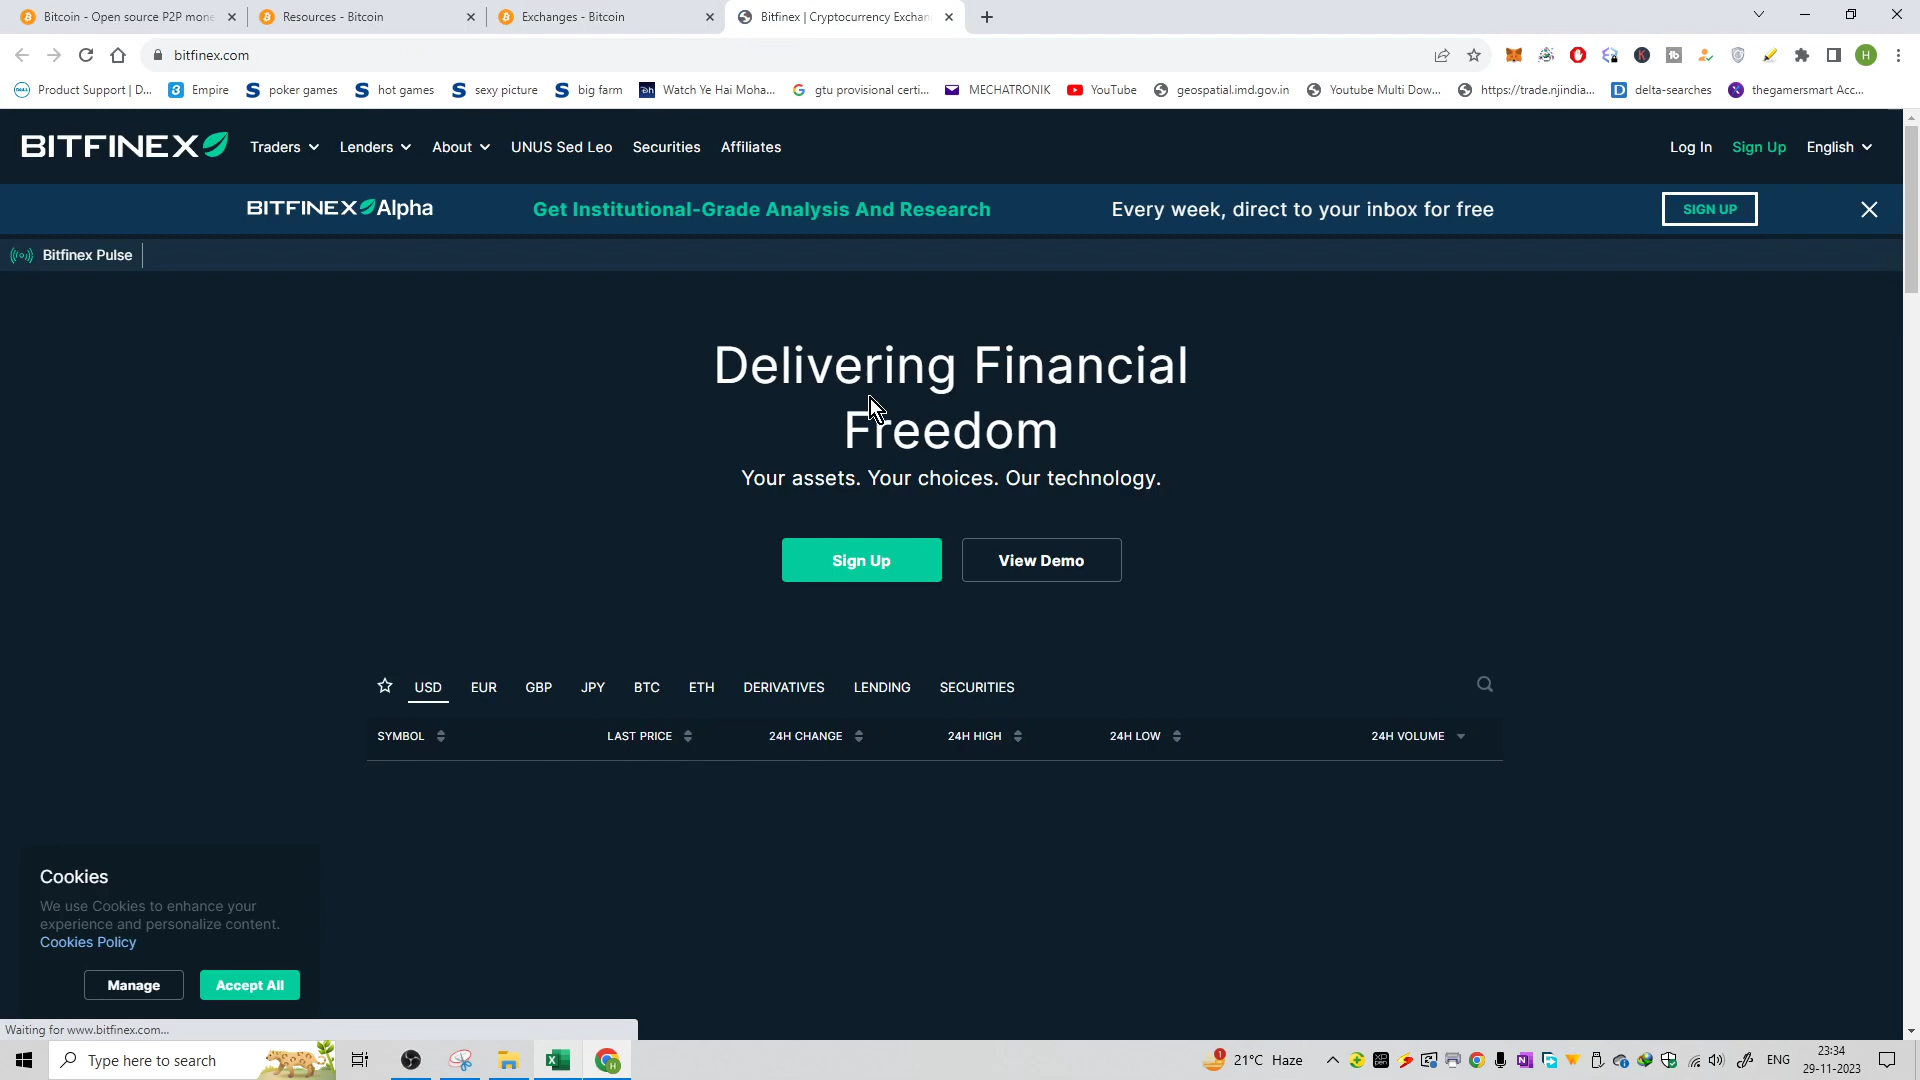 Bitcoin - Open source P2P mone
Resources - Bitcoin
Exchanges - Bitcoin
Bitfinex | Cryptocurrency Exchan
bitfinex.com
Product Support | D...
Empire
poker games
hot games
sexy picture
big farm
Watch Ye Hai Moha...
gtu provisional certi...
MECHATRONIK
YouTube
geospatial.imd.gov.in
Youtube Multi Dow...
https://trade.njindia...
delta-searches
thegamersmart Acc...
BITFINEX
Traders
Lenders
About
UNUS Sed Leo
Securities
Affiliates
Log In
Sign Up
English
BITFINEX Alpha
Get Institutional-Grade Analysis And Research
Every week, direct to your inbox for free
SIGN UP
Bitfinex Pulse
Delivering Financial
Freedom
Your assets. Your choices. Our technology.
Sign Up
View Demo
USD EUR GBP JPY BTC ETH DERIVATIVES LENDING SECURITIES
SYMBOL LAST PRICE 24H CHANGE 24H HIGH 24H LOW 24H VOLUME
Cookies
We use Cookies to enhance your
experience and personalize content.
Cookies Policy
Manage
Accept All
Waiting for www.bitfinex.com...
Type here to search
21°C Haze
ENG
23:34
29-11-2023